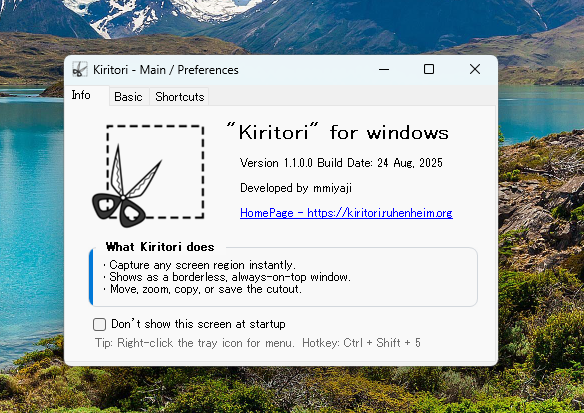 Kiritori - Main / Preferences
Info Basic Shortcuts
"Kiritori" for windows
Version 1.1.0.0 Build Date: 24 Aug, 2025
Developed by mmiyaji
HomePage - https://kiritori.ruhenheim.org
What Kiritori does
・Capture any screen region instantly.
・Shows as a borderless, always-on-top window.
・Move, zoom, copy, or save the cutout.
Don't show this screen at startup
Tip: Right-click the tray icon for menu. Hotkey: Ctrl + Shift + 5